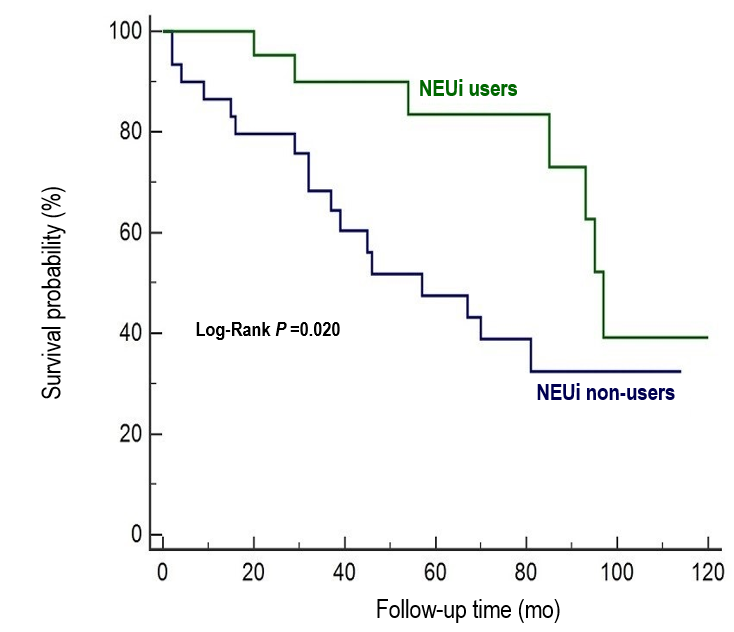 Survival probability (%)
100
80
60
40
20
0
NEUi users
Log-Rank P =0.020
NEUi non-users
0 20 40 60 80 100 120
Follow-up time (mo)